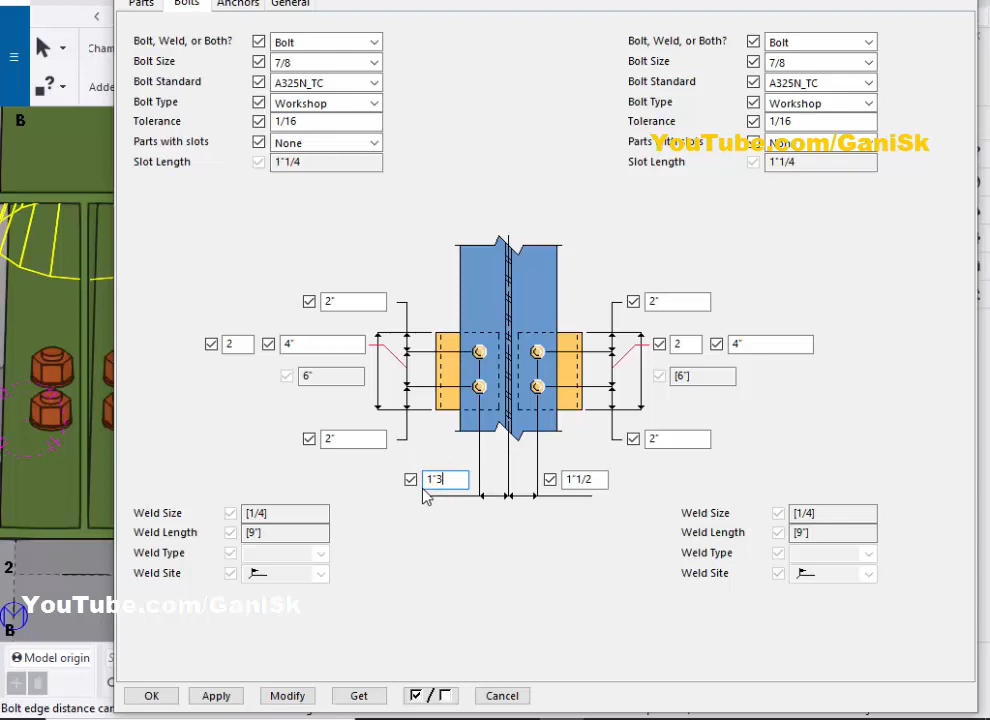 Parts Bolts Anchors General
Cham
Adde
B
Bolt, Weld, or Both? Bolt
Bolt Size 7/8
Bolt Standard A325N_TC
Bolt Type Workshop
Tolerance 1/16
Parts with slots None
Slot Length 1"1/4
Bolt, Weld, or Both? Bolt
Bolt Size 7/8
Bolt Standard A325N_TC
Bolt Type Workshop
Tolerance 1/16
Parts with slots None
YouTube.com/GaniSk
Slot Length 1"1/4
2" 2"
2 4" 2 4"
6" [6"]
2" 2"
1"3 1"1/2
Weld Size [1/4]
Weld Length [9"]
Weld Type
Weld Site
Weld Size [1/4]
Weld Length [9"]
Weld Type
Weld Site
2
YouTube.com/GaniSk
B
Model origin
OK Apply Modify Get / Cancel
Bolt edge distance can